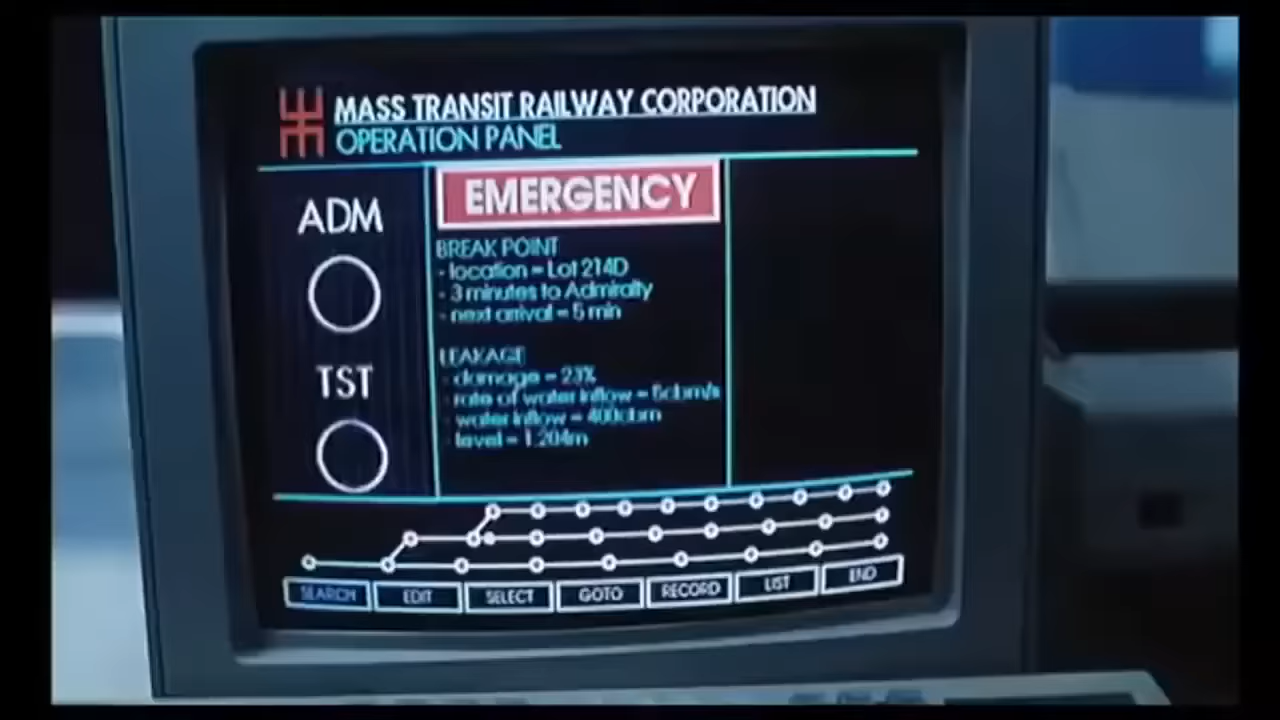 MASS TRANSIT RAILWAY CORPORATION
OPERATION PANEL
ADM
TST
EMERGENCY
BREAK POINT
- location = Lot 214D
- 3 minutes to Admiralty
- next arrival = 5 min
LEAKAGE
- damage = 23%
- rate of water inflow = 6cbm/s
- water inflow = 400cbm
- level = 1.204m
SEARCH
EDIT
SELECT
GOTO
RECORD
LIST
END